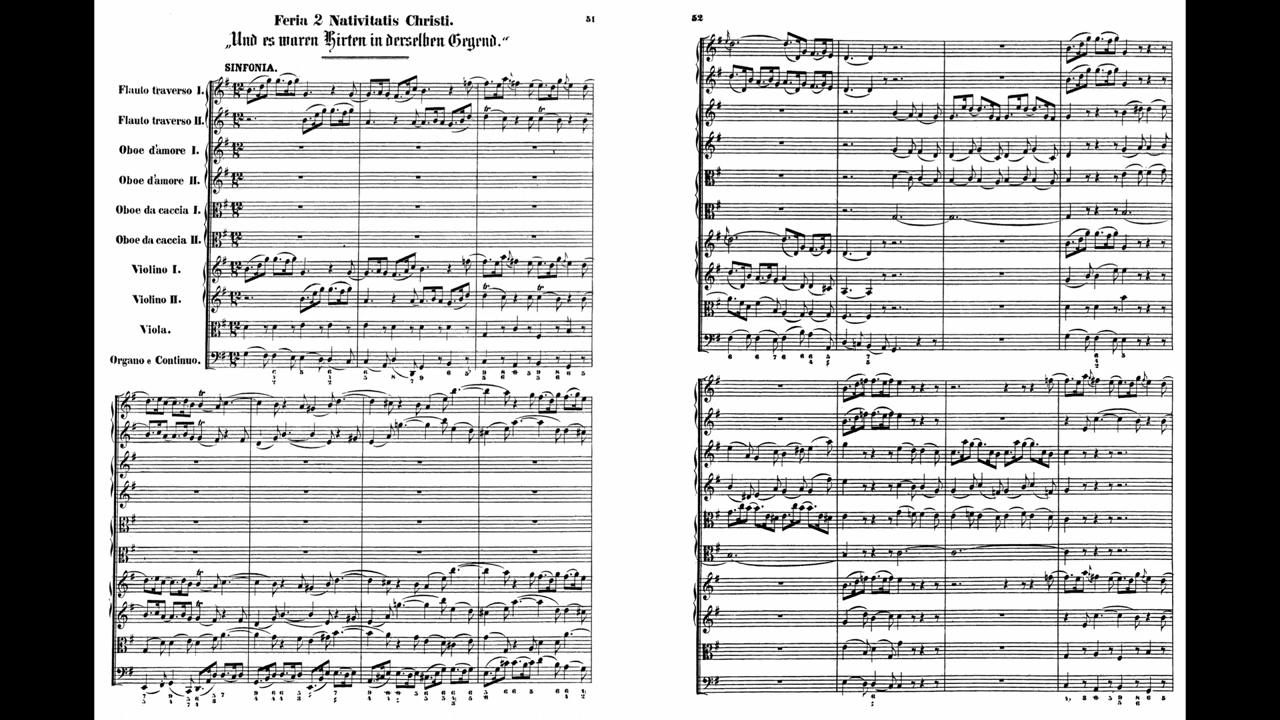 Feria 2 Nativitatis Christi.
51
„Und es waren Hirten in derselben Gegend.“
SINFONIA.
Flauto traverso I.
Flauto traverso II.
Oboe d'amore I.
Oboe d'amore II.
Oboe da caccia I.
Oboe da caccia II.
Violino I.
Violino II.
Viola.
Organo e Continuo.
52